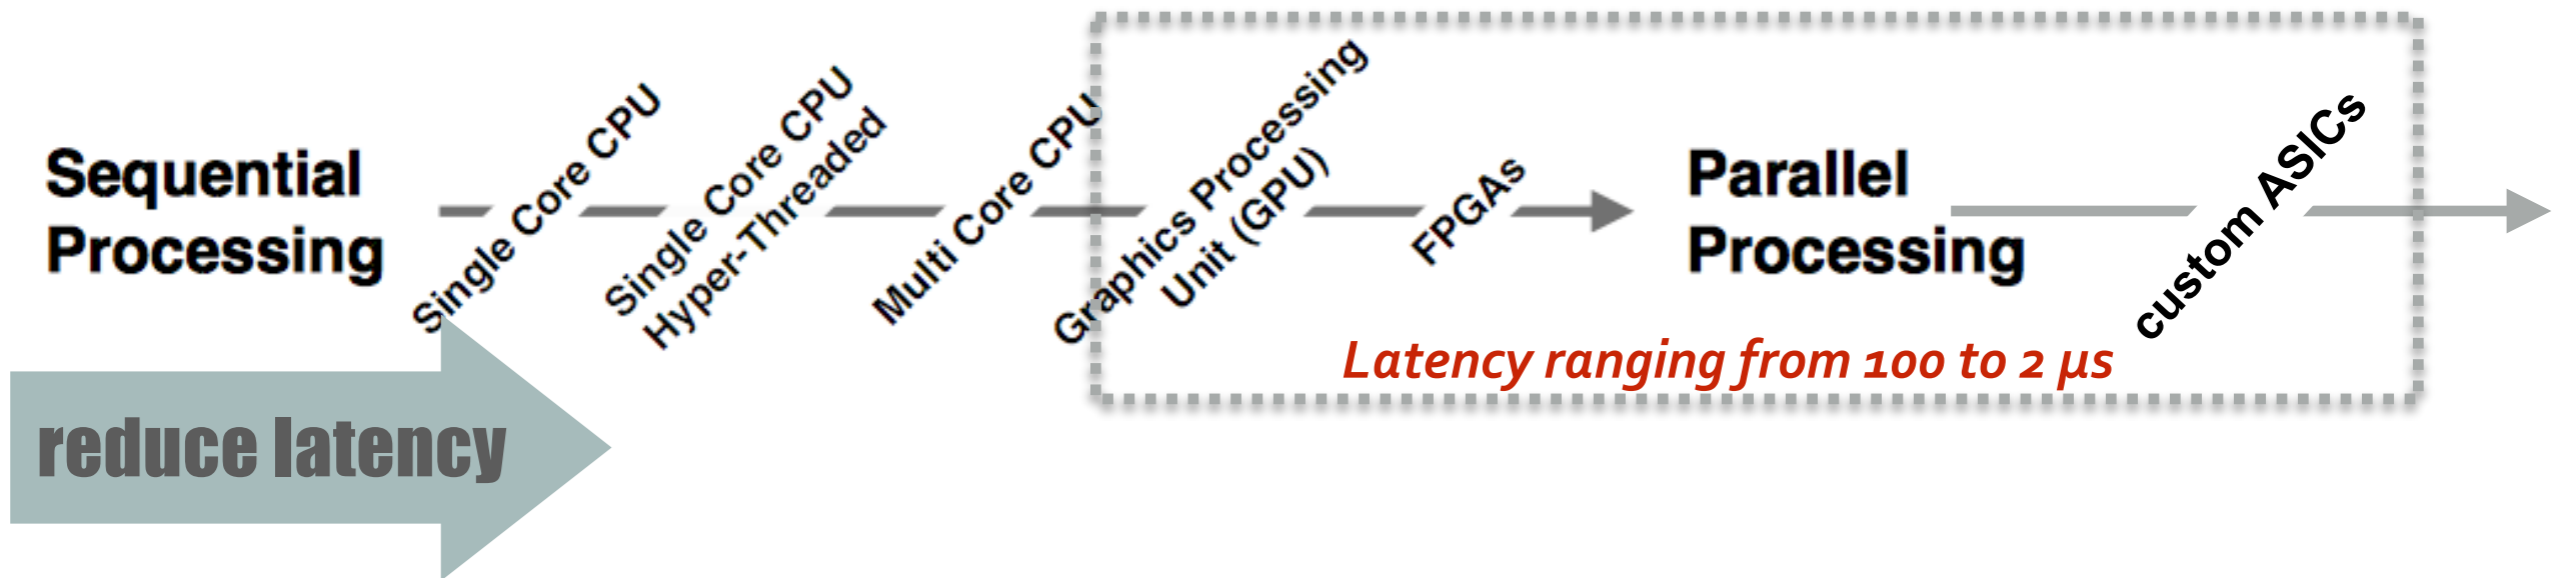 Sequential
Processing
Single Core CPU
Single Core CPU
Hyper-Threaded
Multi Core CPU
Graphics Processing
Unit (GPU)
FPGAs
Parallel
Processing
custom ASICs
Latency ranging from 100 to 2 μs
reduce latency